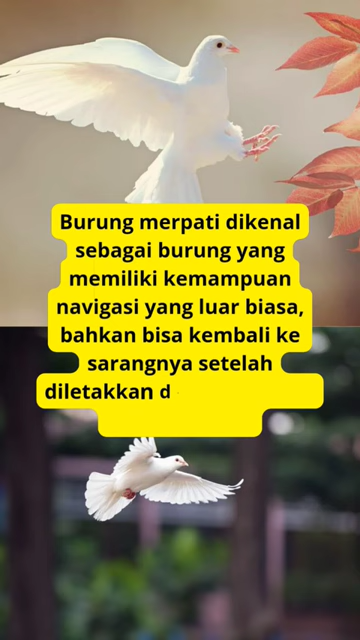 Burung merpati dikenal
sebagai burung yang
memiliki kemampuan
navigasi yang luar biasa,
bahkan bisa kembali ke
sarangnya setelah
diletakkan d